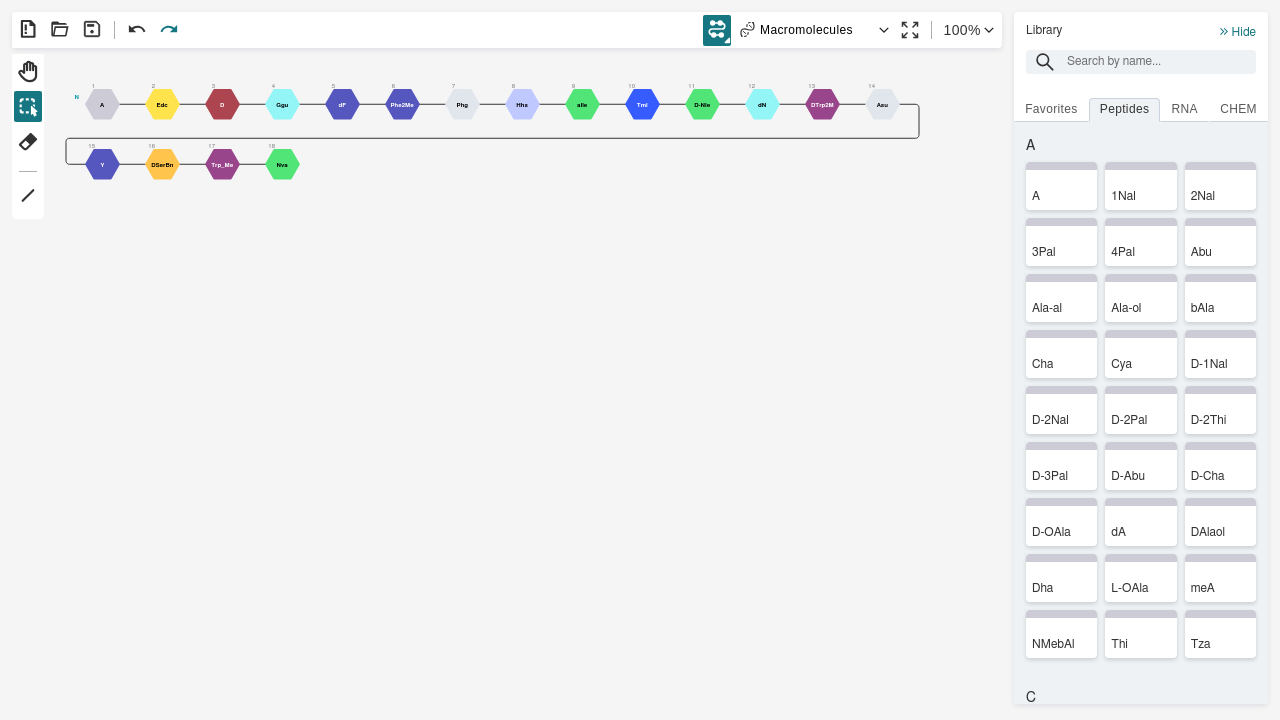 Macromolecules 100%
N 1 2 3 4 5 6 7 8 9 10 11 12 13 14
A Edc D Ggu dF Phe2Me Phg Hha aIle Tml D-Nle dN DTrp2M Asu
15 16 17 18
Y DSerBn Trp_Me Nva
Library Hide
Search by name...
Favorites Peptides RNA CHEM
A
A 1Nal 2Nal
3Pal 4Pal Abu
Ala-al Ala-ol bAla
Cha Cya D-1Nal
D-2Nal D-2Pal D-2Thi
D-3Pal D-Abu D-Cha
D-OAla dA DAlaol
Dha L-OAla meA
NMebAl Thi Tza
C